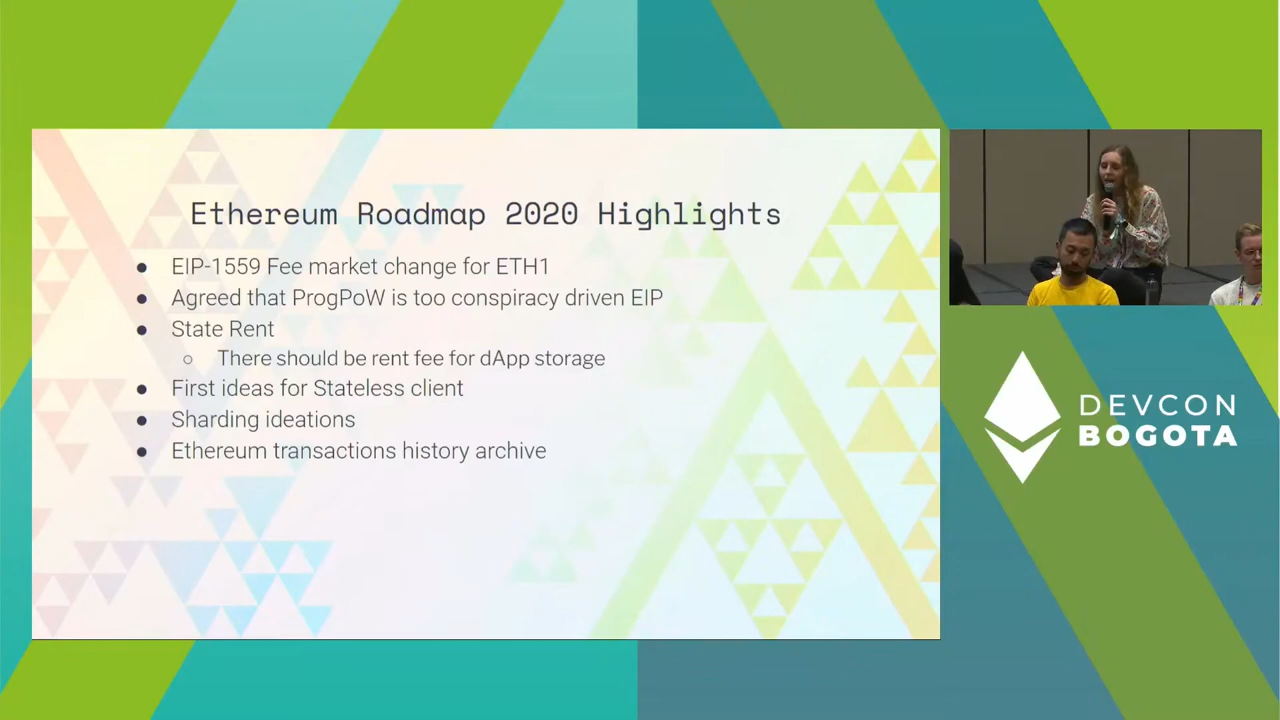 Ethereum Roadmap 2020 Highlights
● EIP-1559 Fee market change for ETH1
● Agreed that ProgPoW is too conspiracy driven EIP
● State Rent
○ There should be rent fee for dApp storage
● First ideas for Stateless client
● Sharding ideations
● Ethereum transactions history archive
DEVCON
BOGOTA